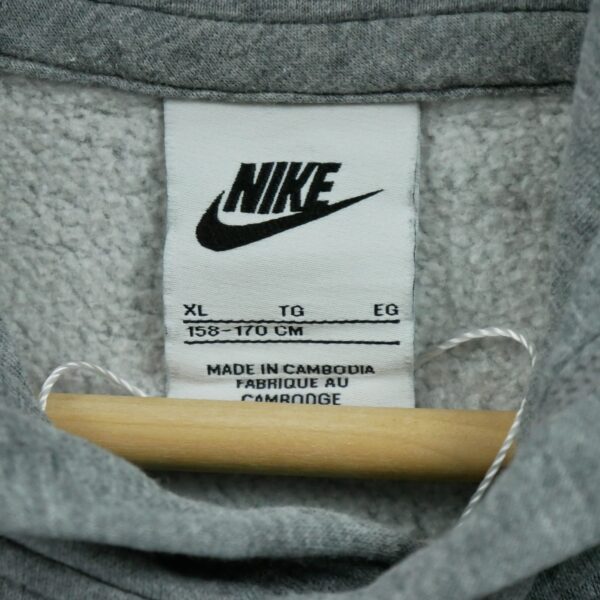 NIKE
XL TG EG
158-170 CM
MADE IN CAMBODIA
FABRIQUE AU
CAMBODGE